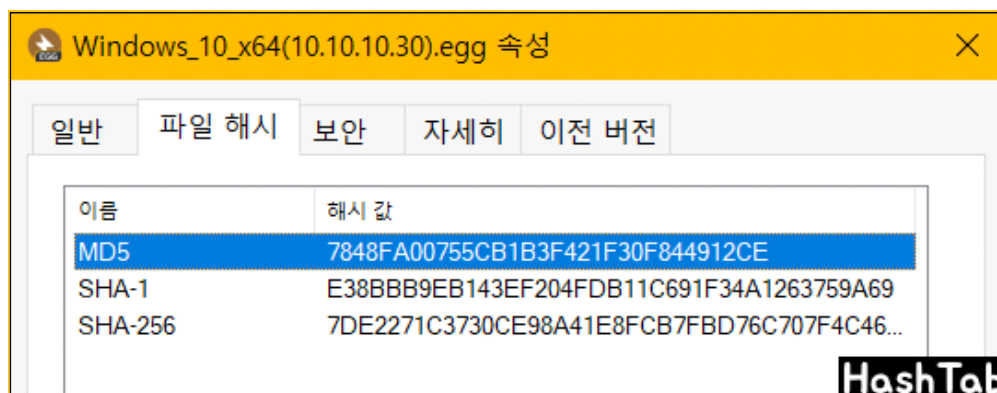 Windows_10_x64(10.10.10.30).egg 속성
일반 파일 해시 보안 자세히 이전 버전
이름 해시 값
MD5 7848FA00755CB1B3F421F30F844912CE
SHA-1 E38BBB9EB143EF204FDB11C691F34A1263759A69
SHA-256 7DE2271C3730CE98A41E8FCB7FBD76C707F4C46...
HashTab